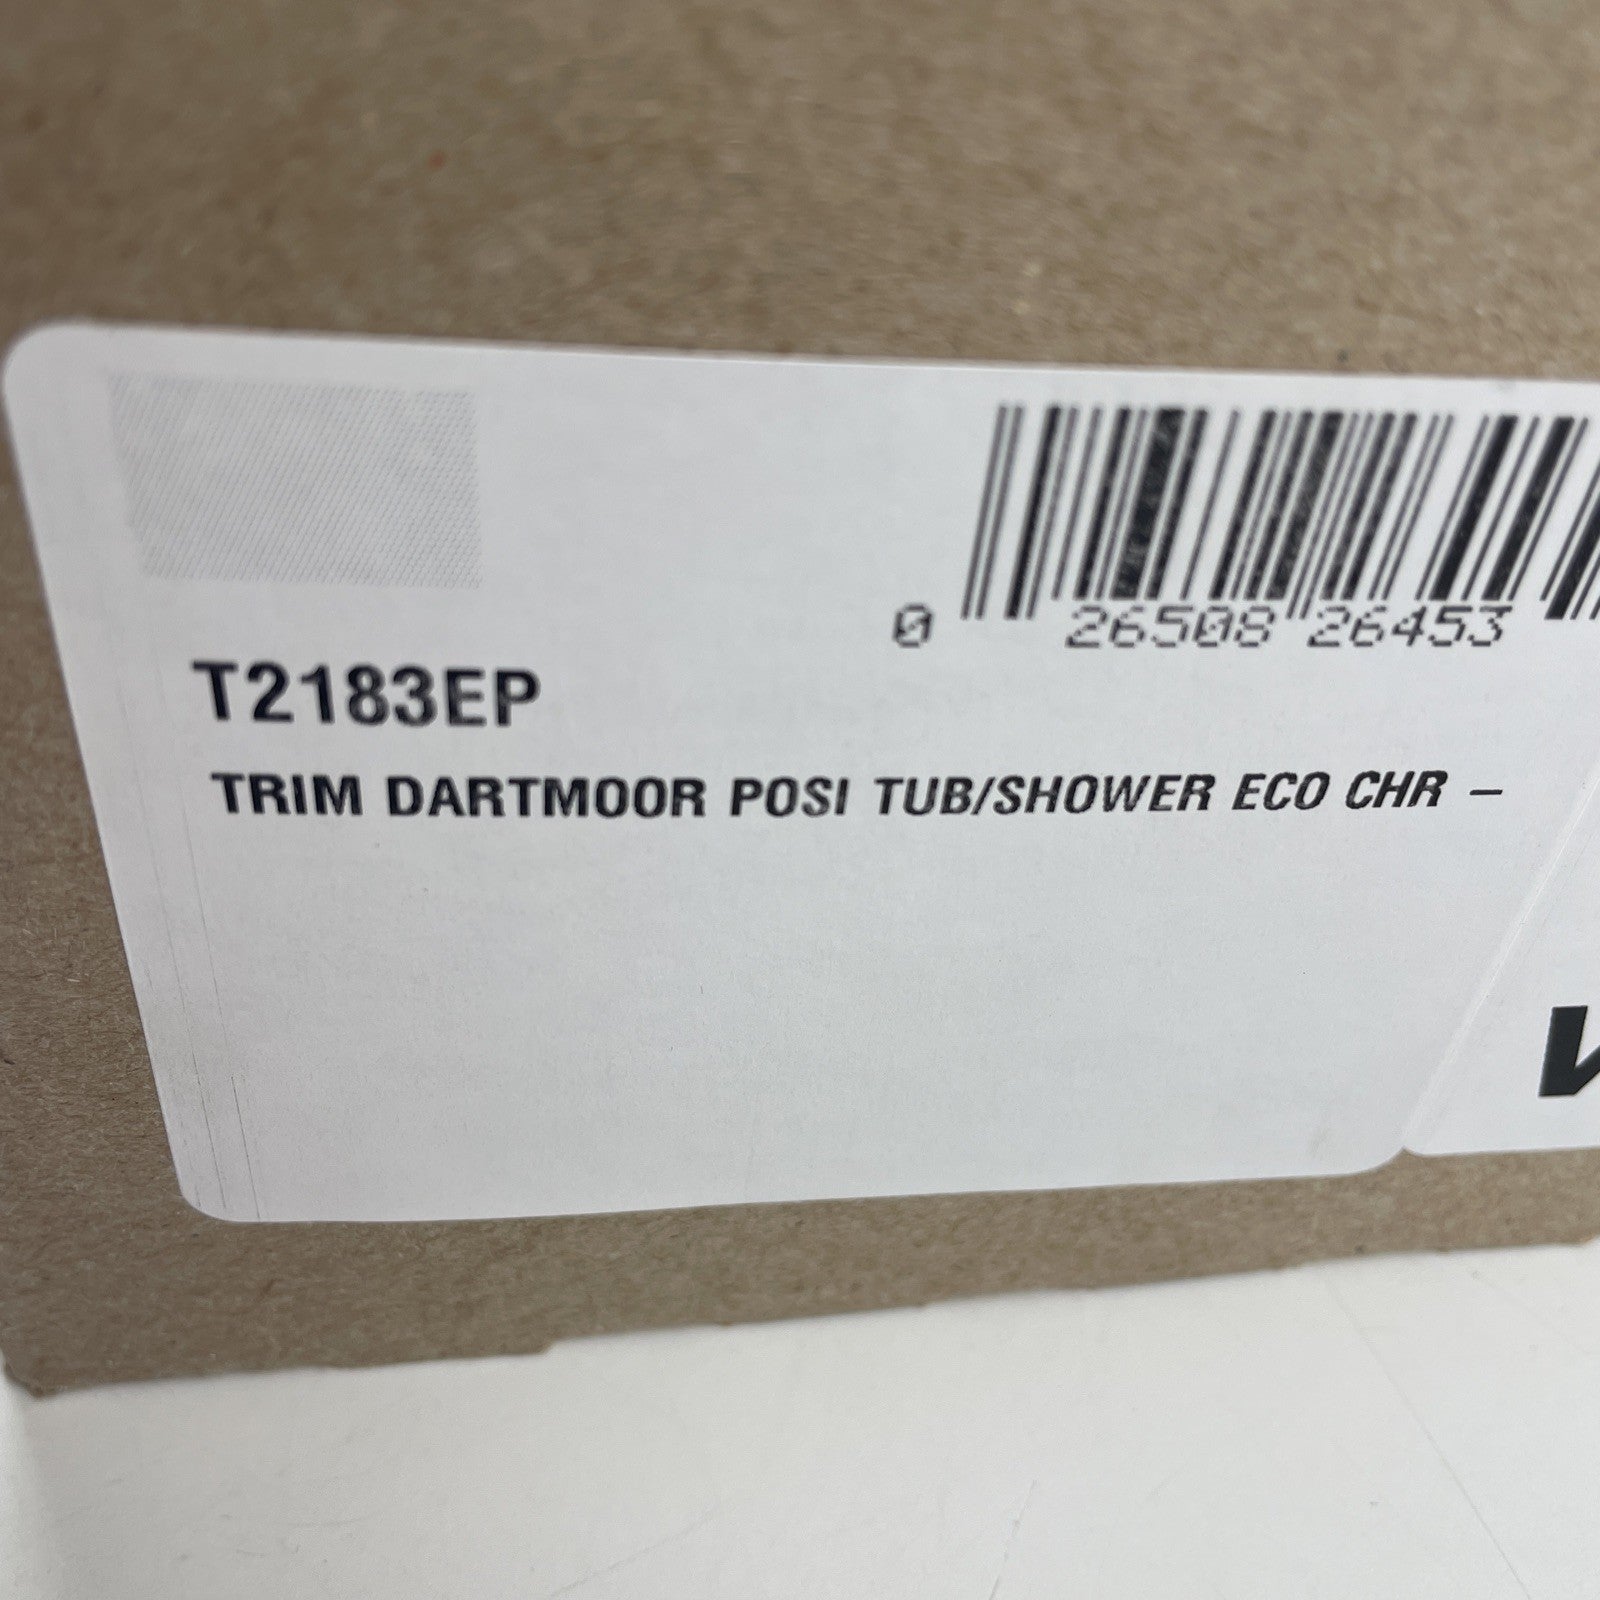 0 26508 26453
T2183EP
TRIM DARTMOOR POSI TUB/SHOWER ECO CHR –